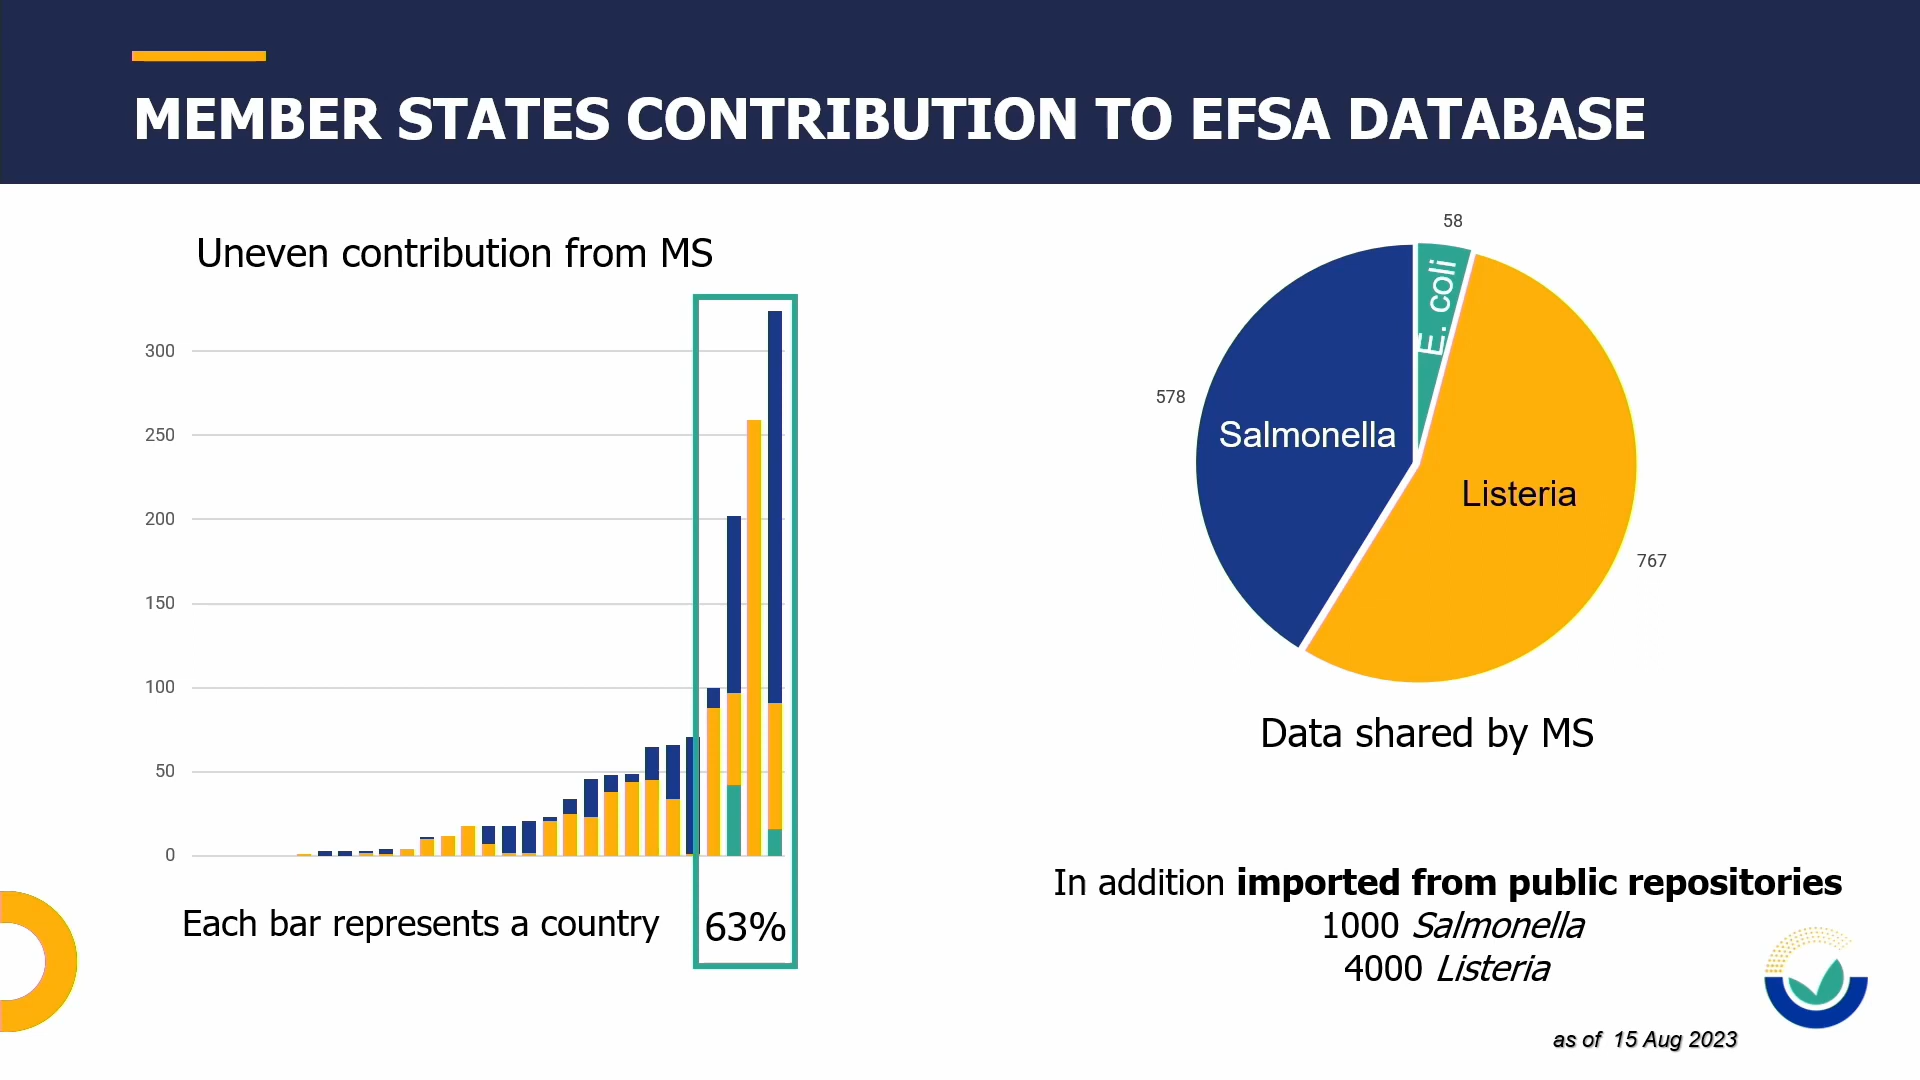 MEMBER STATES CONTRIBUTION TO EFSA DATABASE
Uneven contribution from MS
300
250
200
150
100
50
0
Each bar represents a country
63%
58
E. coli
578
Salmonella
Listeria
767
Data shared by MS
In addition imported from public repositories
1000 Salmonella
4000 Listeria
as of 15 Aug 2023